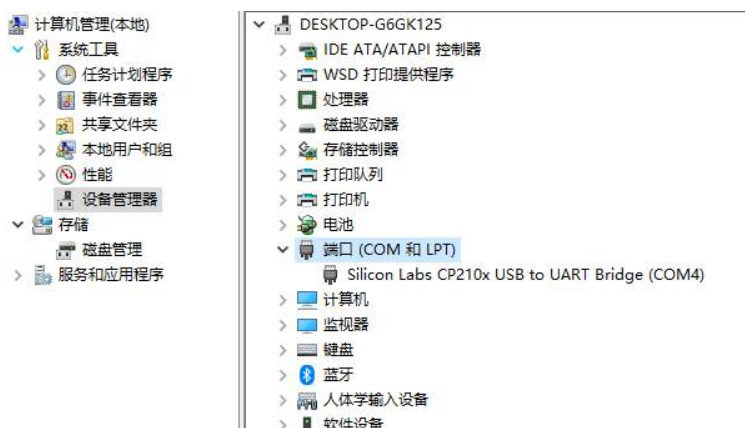 计算机管理(本地)
系统工具
任务计划程序
事件查看器
共享文件夹
本地用户和组
性能
设备管理器
存储
磁盘管理
服务和应用程序
DESKTOP-G6GK125
IDE ATA/ATAPI 控制器
WSD 打印提供程序
处理器
磁盘驱动器
存储控制器
打印队列
打印机
电池
端口 (COM 和 LPT)
Silicon Labs CP210x USB to UART Bridge (COM4)
计算机
监视器
键盘
蓝牙
人体学输入设备
软件设备